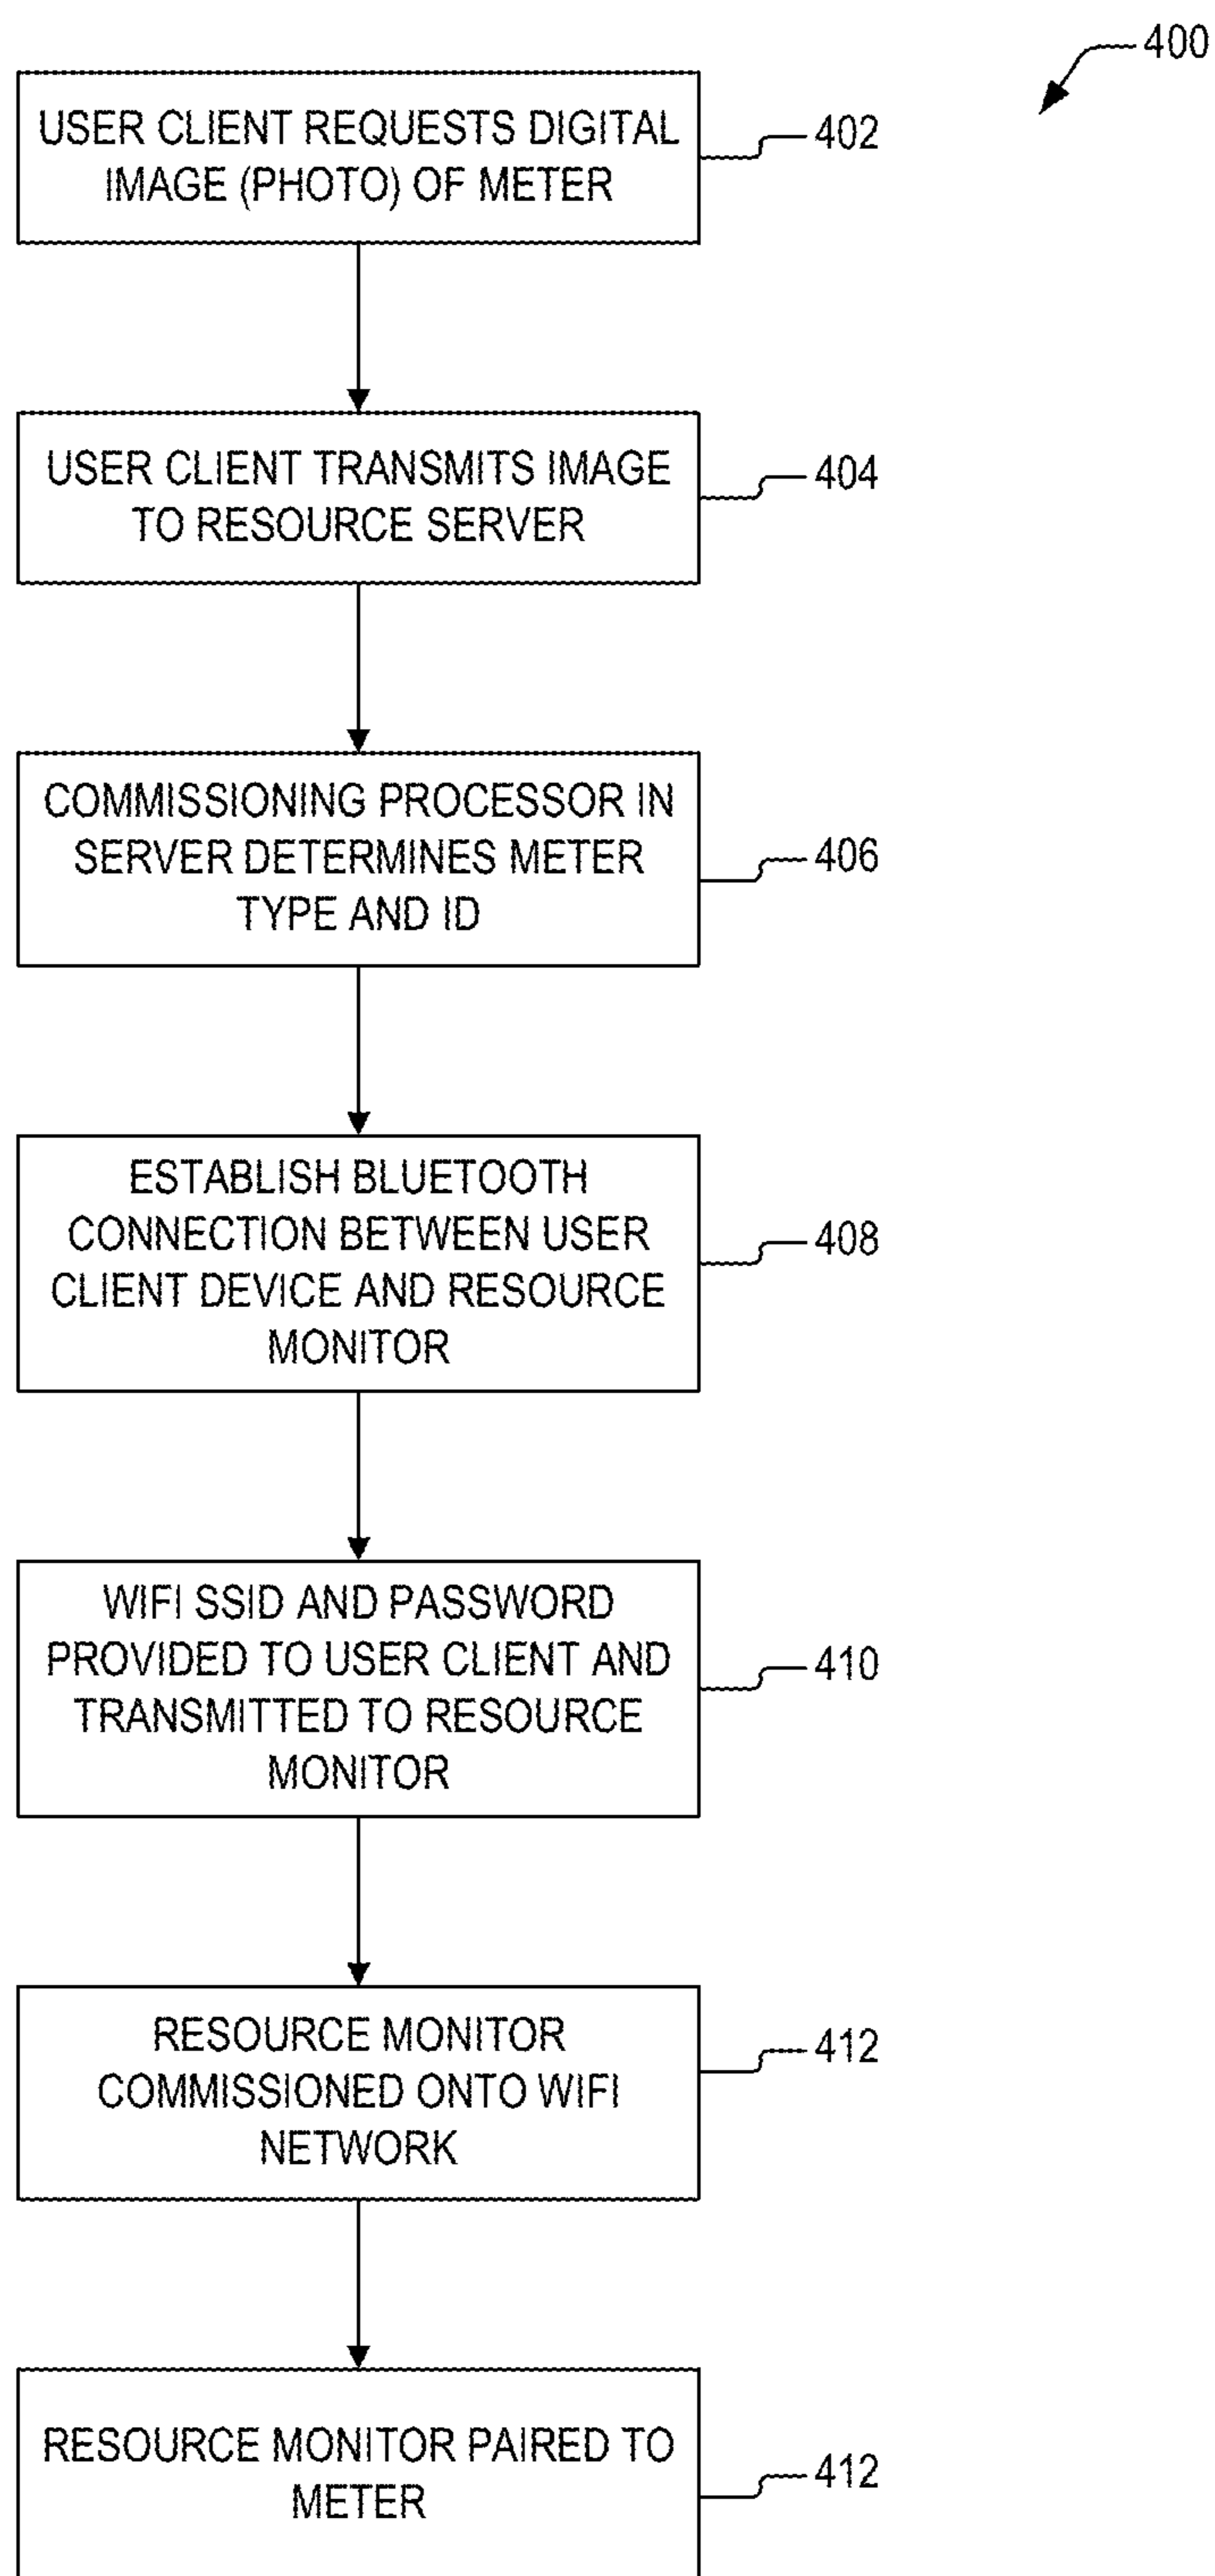 400
USER CLIENT REQUESTS DIGITAL
IMAGE (PHOTO) OF METER
402
USER CLIENT TRANSMITS IMAGE
TO RESOURCE SERVER
404
COMMISSIONING PROCESSOR IN
SERVER DETERMINES METER
TYPE AND ID
406
ESTABLISH BLUETOOTH
CONNECTION BETWEEN USER
CLIENT DEVICE AND RESOURCE
MONITOR
408
WIFI SSID AND PASSWORD
PROVIDED TO USER CLIENT AND
TRANSMITTED TO RESOURCE
MONITOR
410
RESOURCE MONITOR
COMMISSIONED ONTO WIFI
NETWORK
412
RESOURCE MONITOR PAIRED TO
METER
412